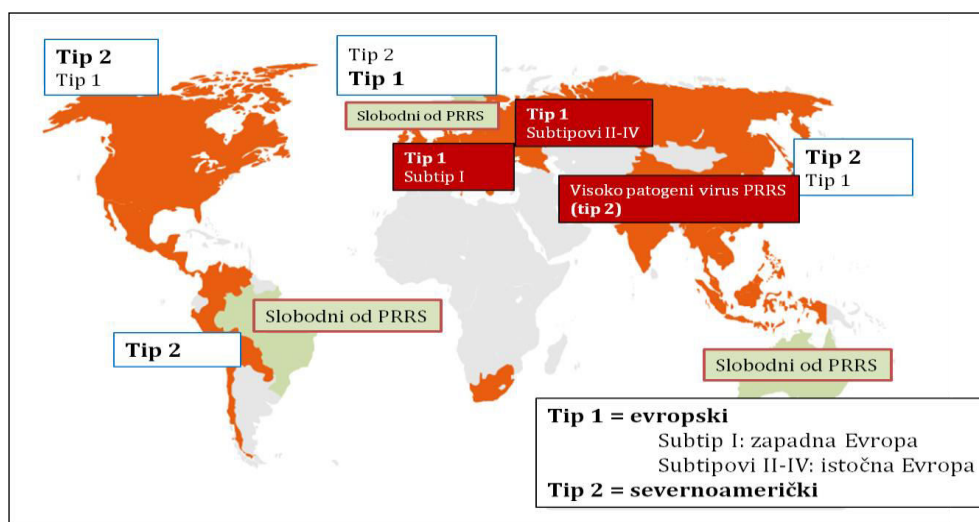 Tip 2
Tip 1
Tip 2
Tip 1
Slobodni od PRRS
Tip 1
Subtipovi II-IV
Tip 1
Subtip I
Tip 2
Tip 1
Visoko patogeni virus PRRS
(tip 2)
Slobodni od PRRS
Tip 2
Slobodni od PRRS
Tip 1 = evropski
Subtip I: zapadna Evropa
Subtipovi II-IV: istočna Evropa
Tip 2 = severnoamerički